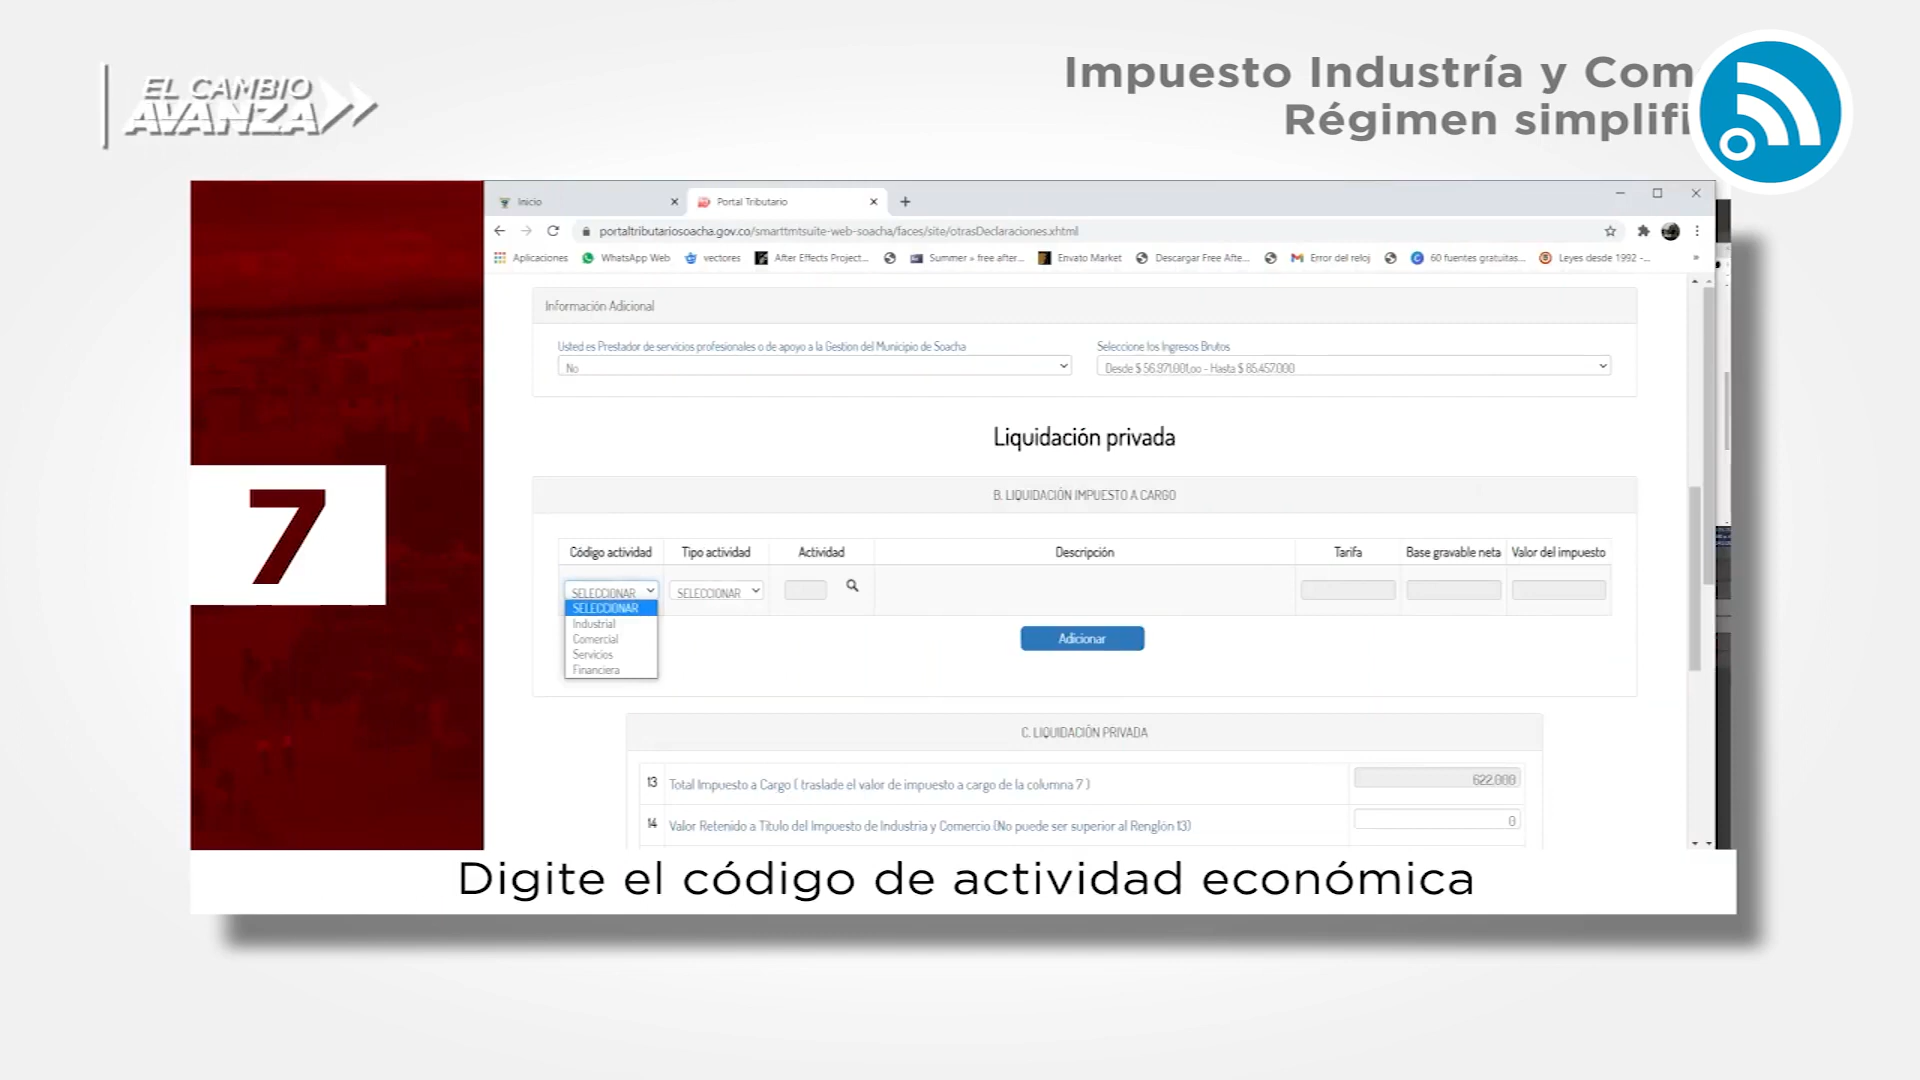 EL CAMBIO
AVANZA
Impuesto Industría y Com
Régimen simplifi
Inicio
Portal Tributario
portaltributariosoacha.gov.co/smarttmtsuite-web-soacha/faces/site/otrasDeclaraciones.xhtml
Aplicaciones WhatsApp Web vectores After Effects Project... Summer » free after... Envato Market Descargar Free Afte... Error del reloj 60 fuentes gratuitas... Leyes desde 1992 -... »
Información Adicional
Usted es Prestador de servicios profesionales o de apoyo a la Gestion del Municipio de Soacha
Seleccione los Ingresos Brutos
No
Desde $ 56.971.001,oo - Hasta $ 85.457.000
Liquidación privada
B. LIQUIDACIÓN IMPUESTO A CARGO
Código actividad Tipo actividad Actividad Descripción Tarifa Base gravable neta Valor del impuesto
SELECCIONAR SELECCIONAR
SELECCIONAR
Industrial
Comercial
Servicios
Financiera
Adicionar
C. LIQUIDACIÓN PRIVADA
13 Total Impuesto a Cargo ( traslade el valor de impuesto a cargo de la columna 7 ) 622.000
14 Valor Retenido a Título del Impuesto de Industria y Comercio (No puede ser superior al Renglón 13) 0
7
Digite el código de actividad económica